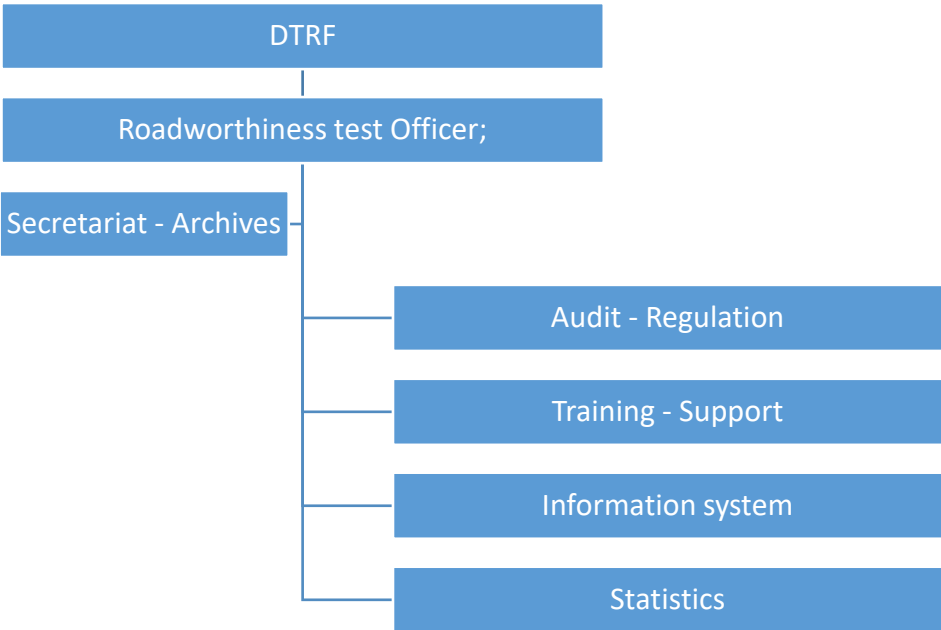 DTRF
Roadworthiness test Officer;
Secretariat - Archives
Audit - Regulation
Training - Support
Information system
Statistics